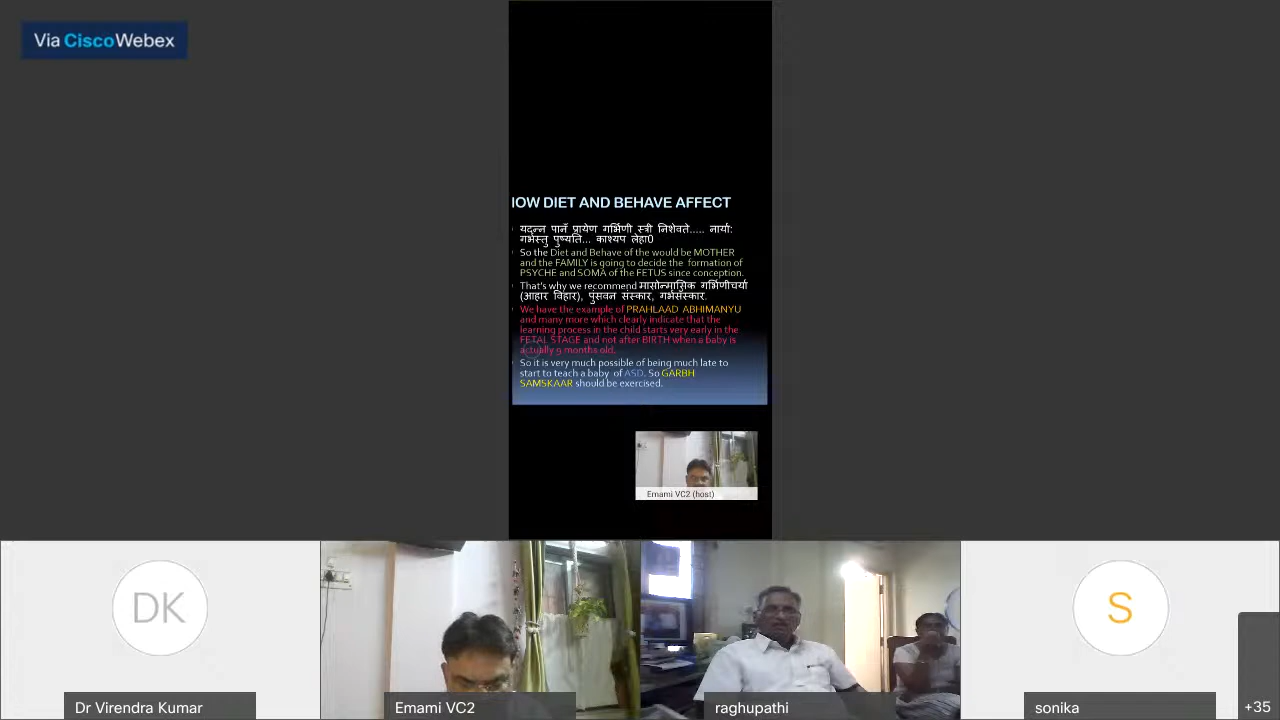 Via CiscoWebex
IOW DIET AND BEHAVE AFFECT
यदन्न पानं प्रायेण गर्भिणी स्त्री निशेवते..... नार्या:
गर्भस्तु पुष्यति... काश्यप लेहा0
So the Diet and Behave of the would be MOTHER
and the FAMILY is going to decide the formation of
PSYCHE and SOMA of the FETUS since conception.
That's why we recommend मासोन्मासिक गर्भिणीचर्या
(आहार विहार), पुंसवन संस्कार, गर्भसंस्कार.
We have the example of PRAHLAAD ABHIMANYU
and many more which clearly indicate that the
learning process in the child starts very early in the
FETAL STAGE and not after BIRTH when a baby is
actually 9 months old.
So it is very much possible of being much late to
start to teach a baby of ASD. So GARBH
SAMSKAAR should be exercised.
Emami VC2 (host)
DK
S
Dr Virendra Kumar
Emami VC2
raghupathi
sonika
+35